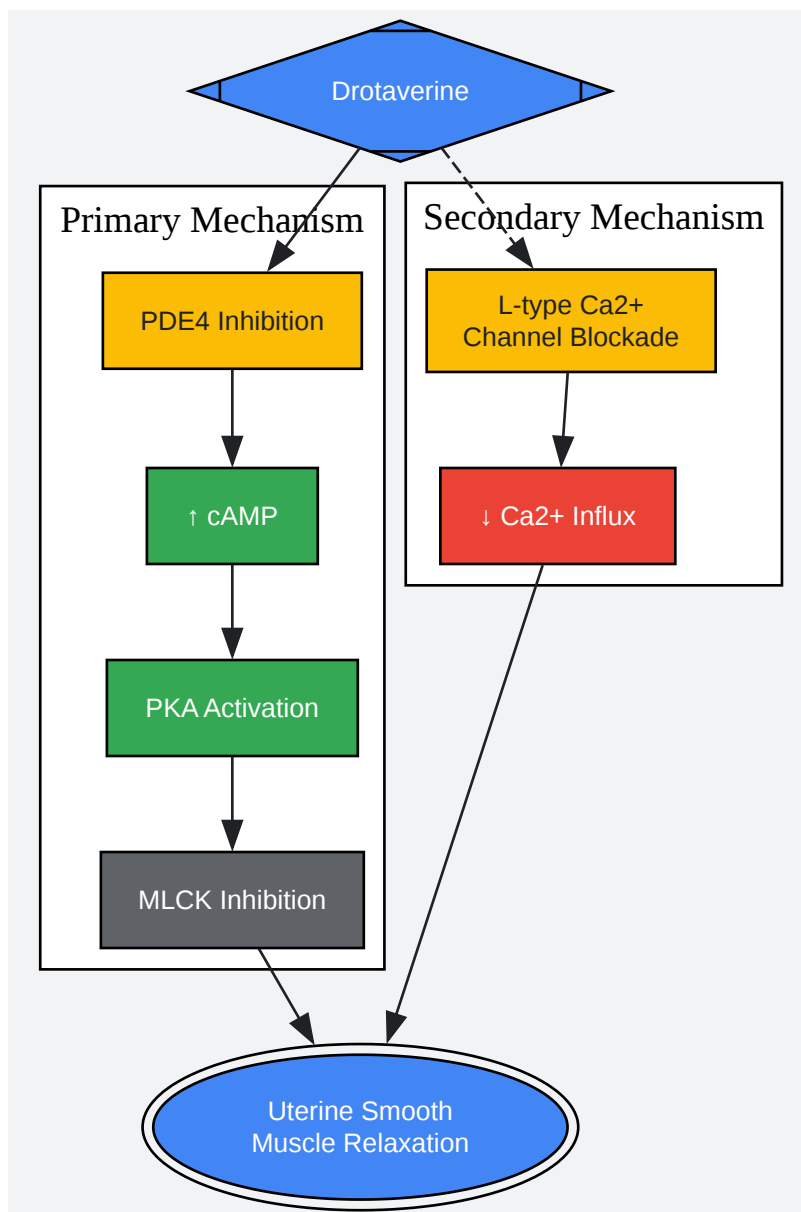 Drotaverine
Primary Mechanism
PDE4 Inhibition
↑ cAMP
PKA Activation
MLCK Inhibition
Secondary Mechanism
L-type Ca2+
Channel Blockade
↓ Ca2+ Influx
Uterine Smooth
Muscle Relaxation